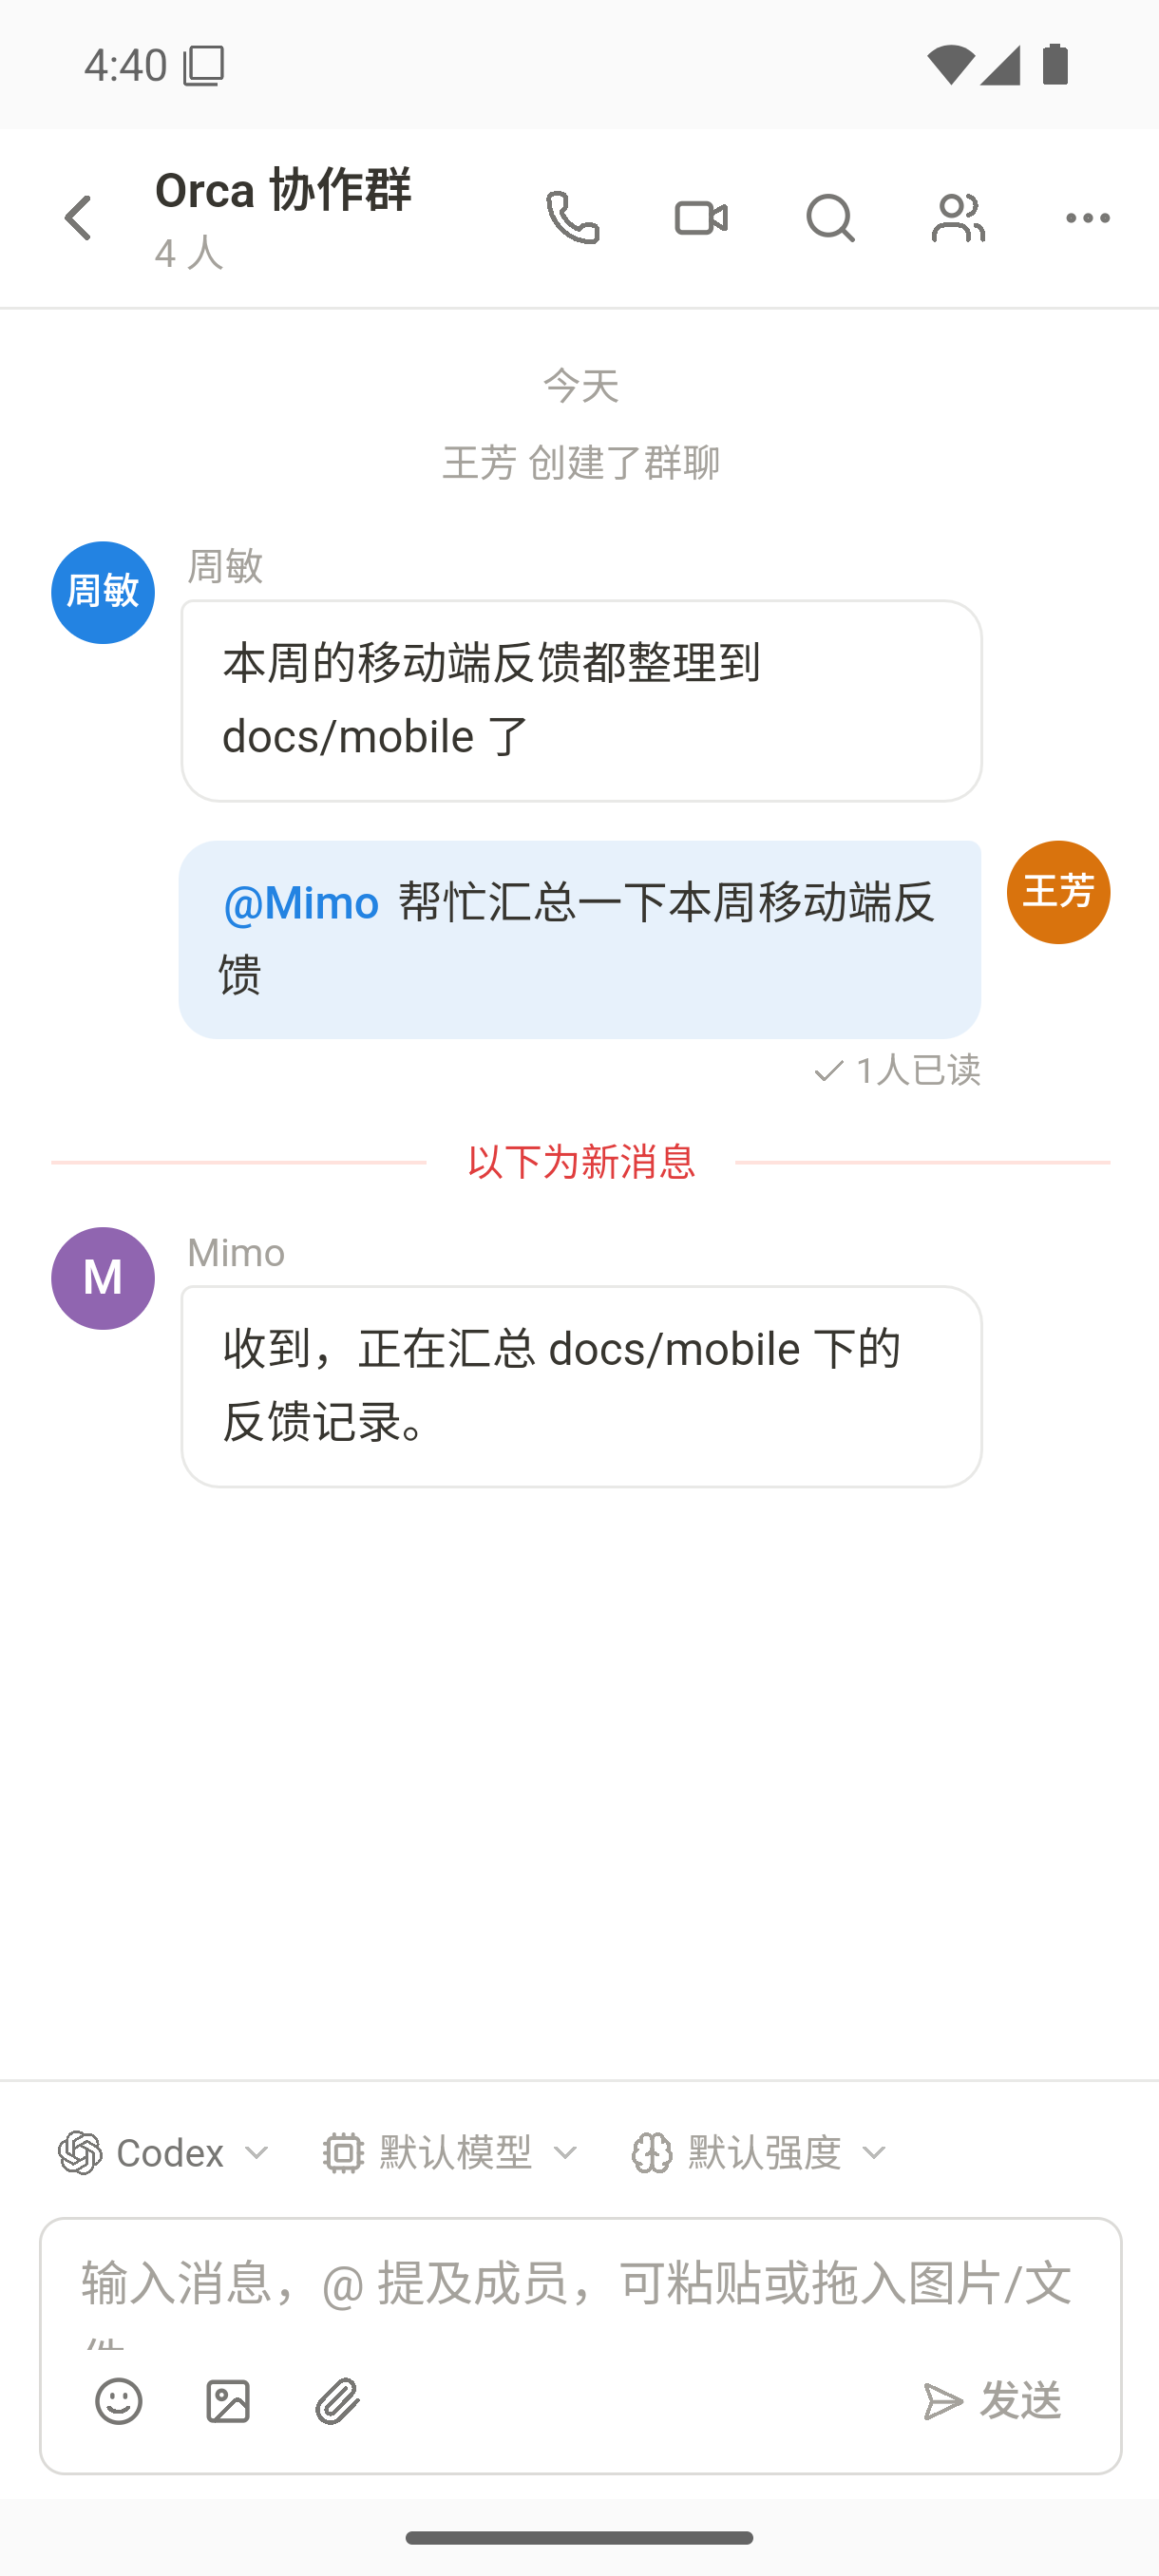 4:40
Orca 协作群
4 人
今天
王芳 创建了群聊
周敏
周敏
本周的移动端反馈都整理到
docs/mobile 了
@Mimo 帮忙汇总一下本周移动端反
馈
王芳
1人已读
以下为新消息
M
Mimo
收到，正在汇总 docs/mobile 下的
反馈记录。
Codex
默认模型
默认强度
输入消息，@ 提及成员，可粘贴或拖入图片/文
发送